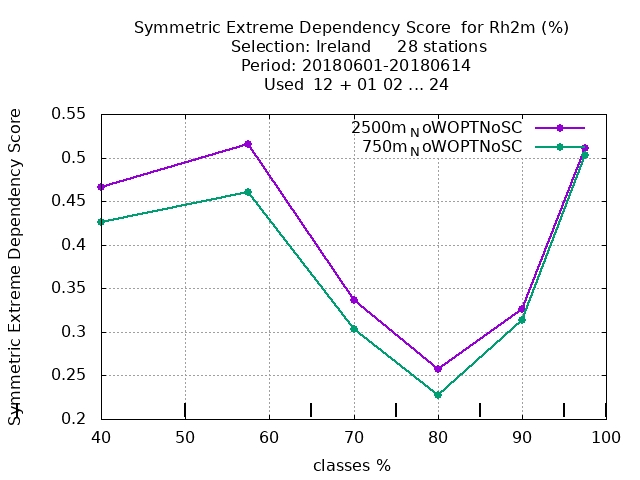 Symmetric Extreme Dependency Score for Rh2m (%)
Selection: Ireland 28 stations
Period: 20180601-20180614
Used 12 + 01 02 ... 24
Symmetric Extreme Dependency Score
0.55
0.5
0.45
0.4
0.35
0.3
0.25
0.2
2500m_NoWOPTNoSC
750m_NoWOPTNoSC
40 50 60 70 80 90 100
classes %